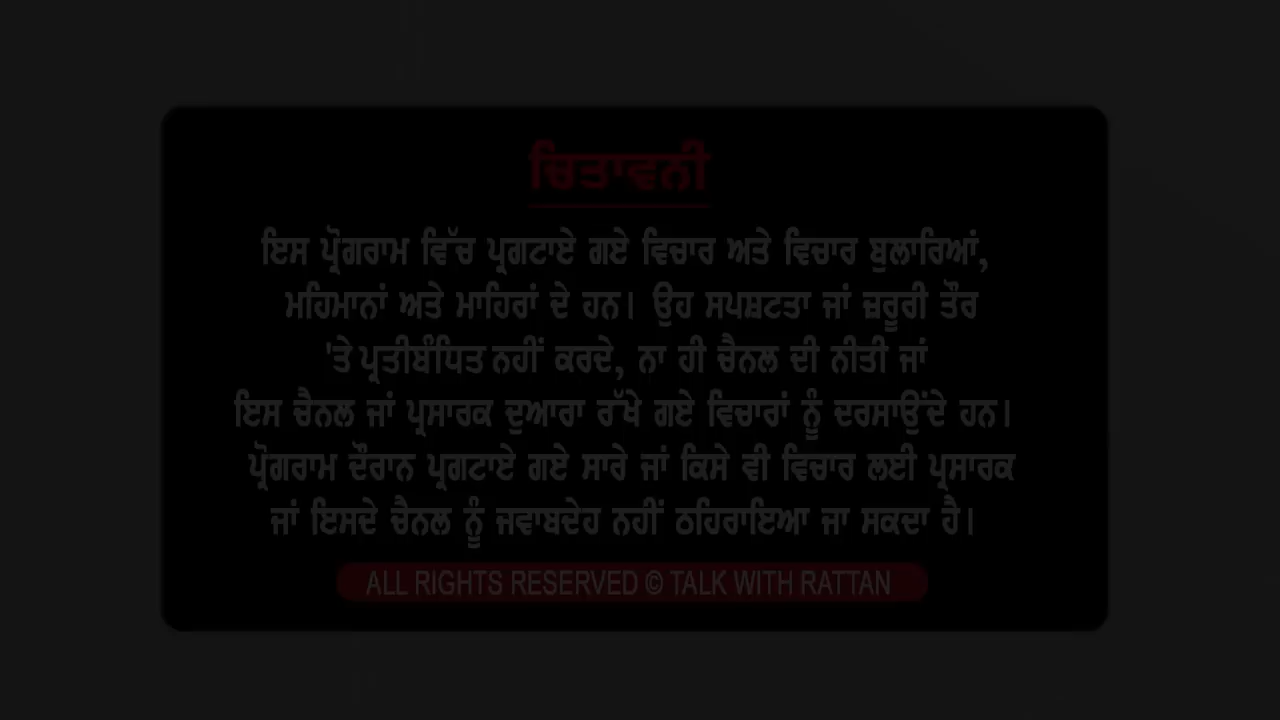 ਚਿਤਾਵਨੀ
ਇਸ ਪ੍ਰੋਗਰਾਮ ਵਿੱਚ ਪ੍ਰਗਟਾਏ ਗਏ ਵਿਚਾਰ ਅਤੇ ਵਿਚਾਰ ਬੁਲਾਰਿਆਂ,
ਮਹਿਮਾਨਾਂ ਅਤੇ ਮਾਹਿਰਾਂ ਦੇ ਹਨ। ਉਹ ਸਪਸ਼ਟਤਾ ਜਾਂ ਜ਼ਰੂਰੀ ਤੌਰ
'ਤੇ ਪ੍ਰਤੀਬੰਧਿਤ ਨਹੀਂ ਕਰਦੇ, ਨਾ ਹੀ ਚੈਨਲ ਦੀ ਨੀਤੀ ਜਾਂ
ਇਸ ਚੈਨਲ ਜਾਂ ਪ੍ਰਸਾਰਕ ਦੁਆਰਾ ਰੱਖੇ ਗਏ ਵਿਚਾਰਾਂ ਨੂੰ ਦਰਸਾਉਂਦੇ ਹਨ।
ਪ੍ਰੋਗਰਾਮ ਦੌਰਾਨ ਪ੍ਰਗਟਾਏ ਗਏ ਸਾਰੇ ਜਾਂ ਕਿਸੇ ਵੀ ਵਿਚਾਰ ਲਈ ਪ੍ਰਸਾਰਕ
ਜਾਂ ਇਸਦੇ ਚੈਨਲ ਨੂੰ ਜਵਾਬਦੇਹ ਨਹੀਂ ਠਹਿਰਾਇਆ ਜਾ ਸਕਦਾ ਹੈ।
ALL RIGHTS RESERVED © TALK WITH RATTAN